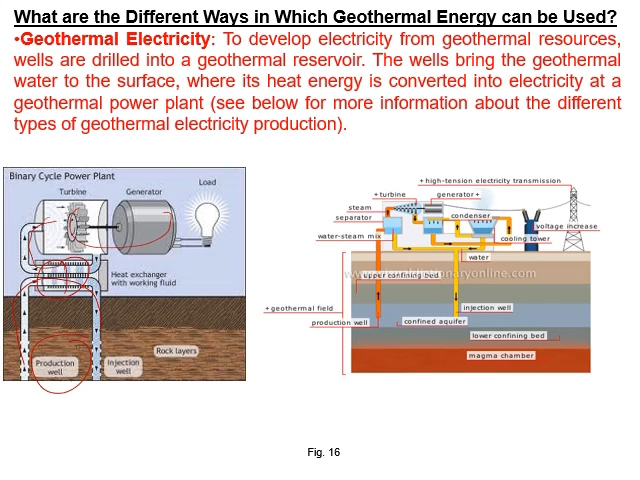 What are the Different Ways in Which Geothermal Energy can be Used?
•Geothermal Electricity: To develop electricity from geothermal resources,
wells are drilled into a geothermal reservoir. The wells bring the geothermal
water to the surface, where its heat energy is converted into electricity at a
geothermal power plant (see below for more information about the different
types of geothermal electricity production).
Binary Cycle Power Plant
Turbine
Generator
Load
Heat exchanger
with working fluid
Rock layers
Production
well
Injection
well
+ high-tension electricity transmission
+ turbine
generator +
steam
separator
condenser
voltage increase
water-steam mix
cooling tower
water
upper confining bed
+ geothermal field
injection well
production well
confined aquifer
lower confining bed
magma chamber
Fig. 16